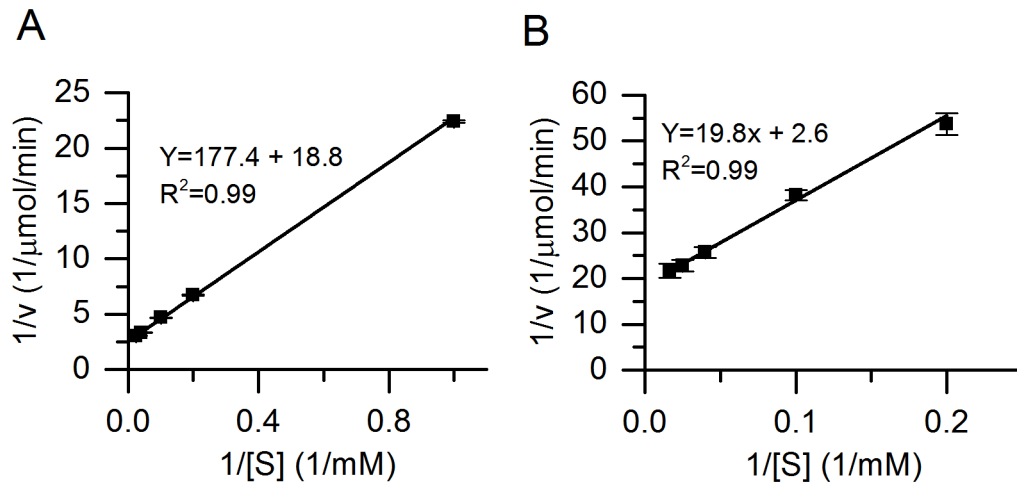 A
25
20
15
10
5
0
1/v (1/μmol/min)
Y=177.4 + 18.8
R²=0.99
0.0
0.4
0.8
1/[S] (1/mM)
B
60
50
40
30
20
10
0
1/v (1/μmol/min)
Y=19.8x + 2.6
R²=0.99
0.0
0.1
0.2
1/[S] (1/mM)